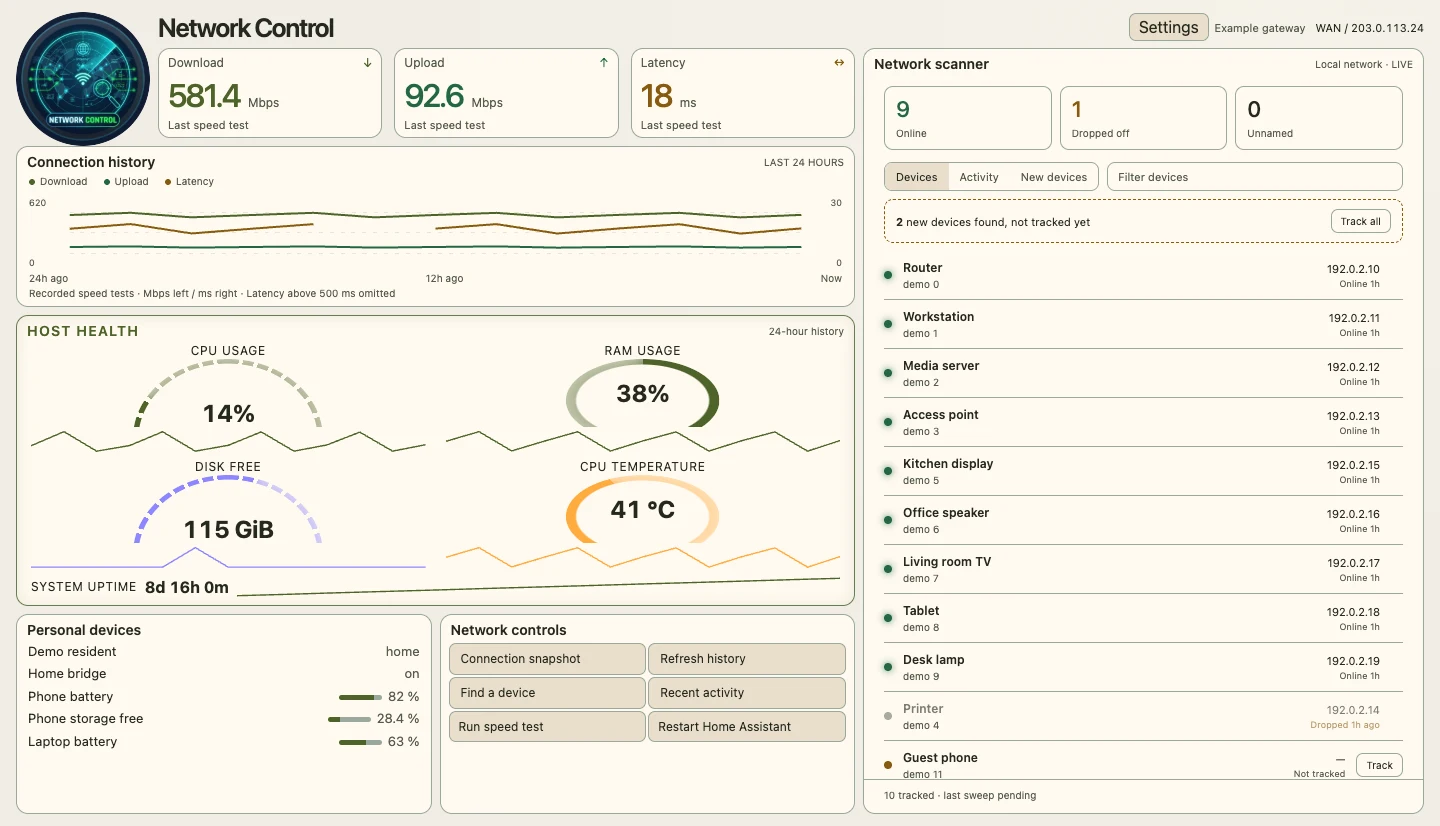 NETWORK CONTROL
Network Control
Settings
Example gateway
WAN / 203.0.113.24
Download ↓
581.4 Mbps
Last speed test
Upload ↑
92.6 Mbps
Last speed test
Latency ↔
18 ms
Last speed test
Connection history
LAST 24 HOURS
Download
Upload
Latency
620
30
0
0
24h ago
12h ago
Now
Recorded speed tests · Mbps left / ms right · Latency above 500 ms omitted
HOST HEALTH
24-hour history
CPU USAGE
14%
RAM USAGE
38%
DISK FREE
115 GiB
CPU TEMPERATURE
41 °C
SYSTEM UPTIME 8d 16h 0m
Personal devices
Demo resident home
Home bridge on
Phone battery 82 %
Phone storage free 28.4 %
Laptop battery 63 %
Network controls
Connection snapshot
Refresh history
Find a device
Recent activity
Run speed test
Restart Home Assistant
Network scanner
Local network · LIVE
9
Online
1
Dropped off
0
Unnamed
Devices
Activity
New devices
Filter devices
2 new devices found, not tracked yet
Track all
Router 192.0.2.10
demo 0 Online 1h
Workstation 192.0.2.11
demo 1 Online 1h
Media server 192.0.2.12
demo 2 Online 1h
Access point 192.0.2.13
demo 3 Online 1h
Kitchen display 192.0.2.15
demo 5 Online 1h
Office speaker 192.0.2.16
demo 6 Online 1h
Living room TV 192.0.2.17
demo 7 Online 1h
Tablet 192.0.2.18
demo 8 Online 1h
Desk lamp 192.0.2.19
demo 9 Online 1h
Printer 192.0.2.14
demo 4 Dropped 1h ago
Guest phone —
demo 11 Not tracked
Track
10 tracked · last sweep pending